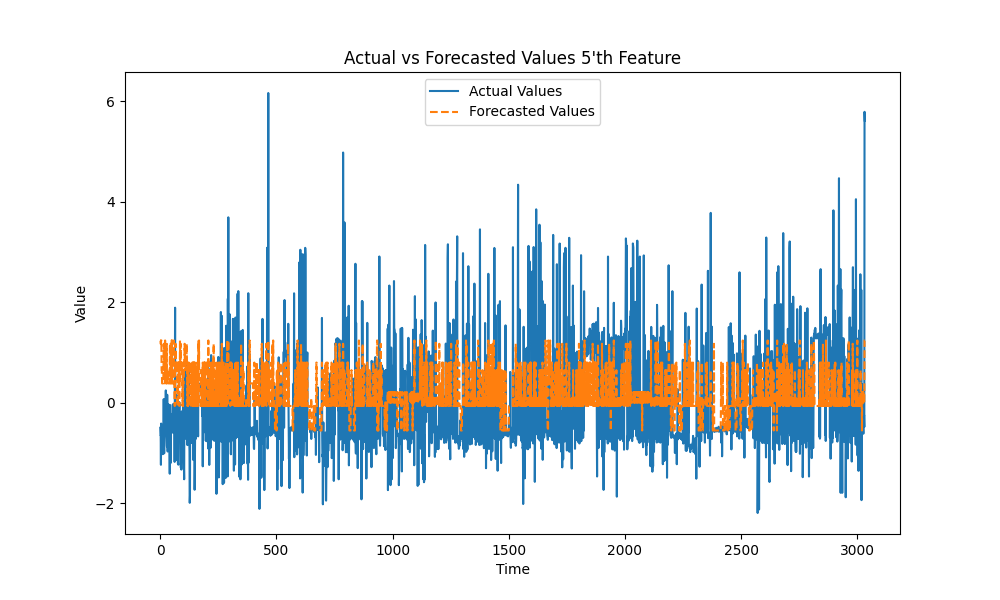 Actual vs Forecasted Values 5'th Feature
Actual Values
Forecasted Values
Value
6
4
2
0
−2
0 500 1000 1500 2000 2500 3000
Time